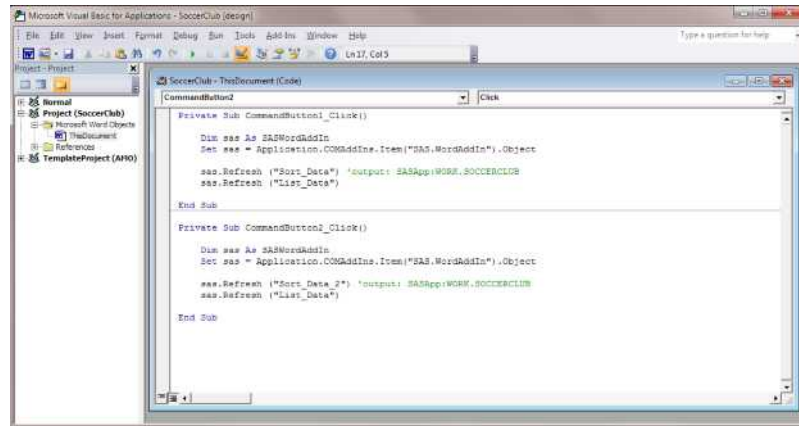 Microsoft Visual Basic for Applications - SoccerClub [design]
File Edit View Insert Format Debug Run Tools Add-Ins Window Help
Type a question for help
Ln 17, Col 5
Project - Project
SoccerClub - ThisDocument (Code)
CommandButton2
Click
Normal
Project (SoccerClub)
Microsoft Word Objects
ThisDocument
References
TemplateProject (AMO)
Private Sub CommandButton1_Click()
Dim sas As SASWordAddIn
Set sas = Application.COMAddIns.Item("SAS.WordAddIn").Object
sas.Refresh ("Sort_Data") 'output: SASApp:WORK.SOCCERCLUB
sas.Refresh ("List_Data")
End Sub
Private Sub CommandButton2_Click()
Dim sas As SASWordAddIn
Set sas = Application.COMAddIns.Item("SAS.WordAddIn").Object
sas.Refresh ("Sort_Data_2") 'output: SASApp:WORK.SOCCERCLUB
sas.Refresh ("List_Data")
End Sub